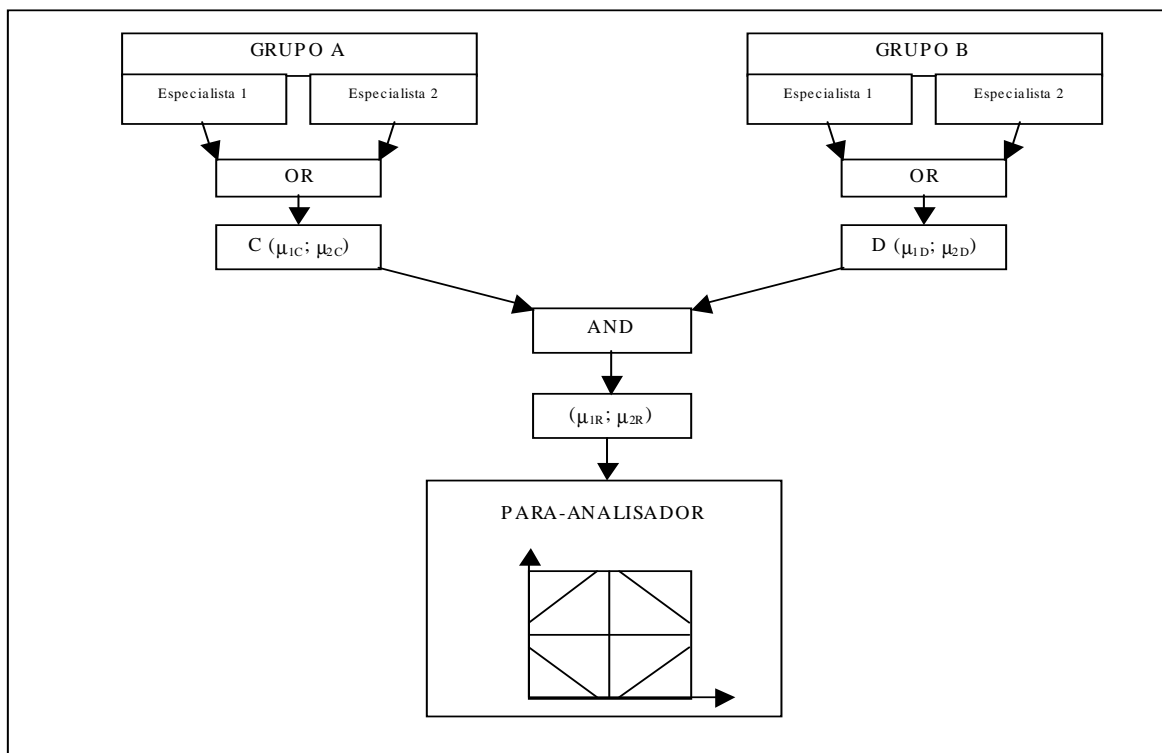 GRUPO A
GRUPO B
Especialista 1
Especialista 2
Especialista 1
Especialista 2
OR
OR
C (μ1C; μ2C)
D (μ1D; μ2D)
AND
(μ1R; μ2R)
PARA-ANALISADOR